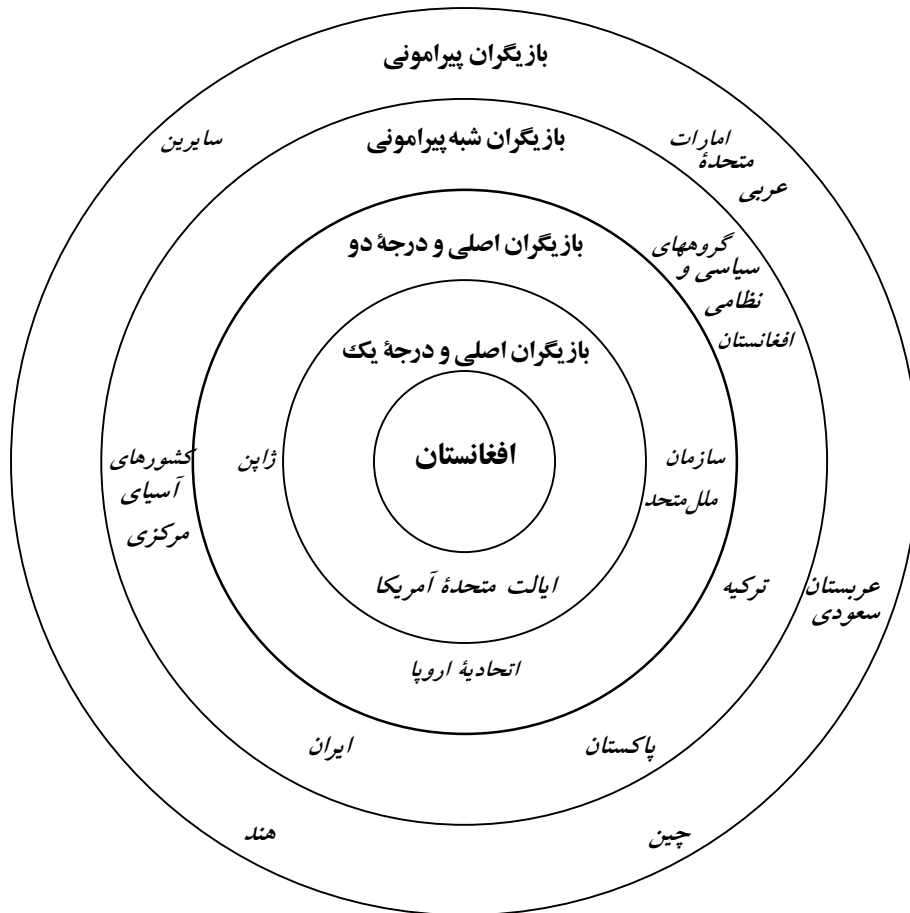 بازیگران پیرامونی
بازیگران شبه‌پیرامونی
امارات
متحدهٔ
عربی
سایرین
گروههای
سیاسی و
نظامی
افغانستان
بازیگران اصلی و درجهٔ دو
بازیگران اصلی و درجهٔ یک
افغانستان
سازمان
ملل‌متحد
ژاپن
کشورهای
آسیای
مرکزی
ایالت متحدهٔ آمریکا
ترکیه
عربستان
سعودی
اتحادیهٔ اروپا
پاکستان
ایران
چین
هند